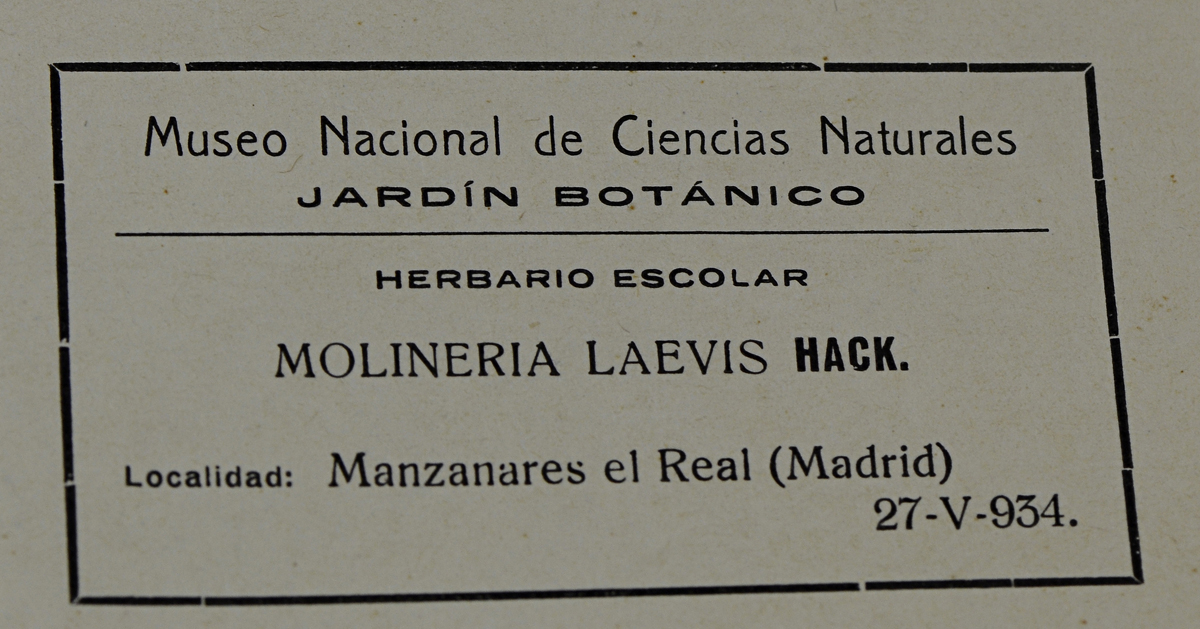 Museo Nacional de Ciencias Naturales
JARDÍN BOTÁNICO
HERBARIO ESCOLAR
MOLINERIA LAEVIS HACK.
Localidad: Manzanares el Real (Madrid)
27-V-934.